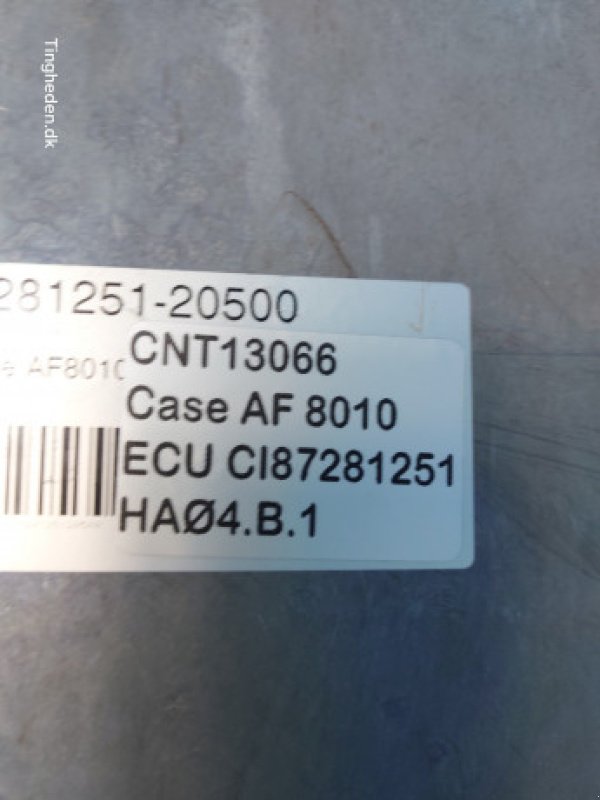 Tingheden.dk
281251-20500
CNT13066
AF8010
Case AF 8010
ECU CI87281251
HAØ4.B.1